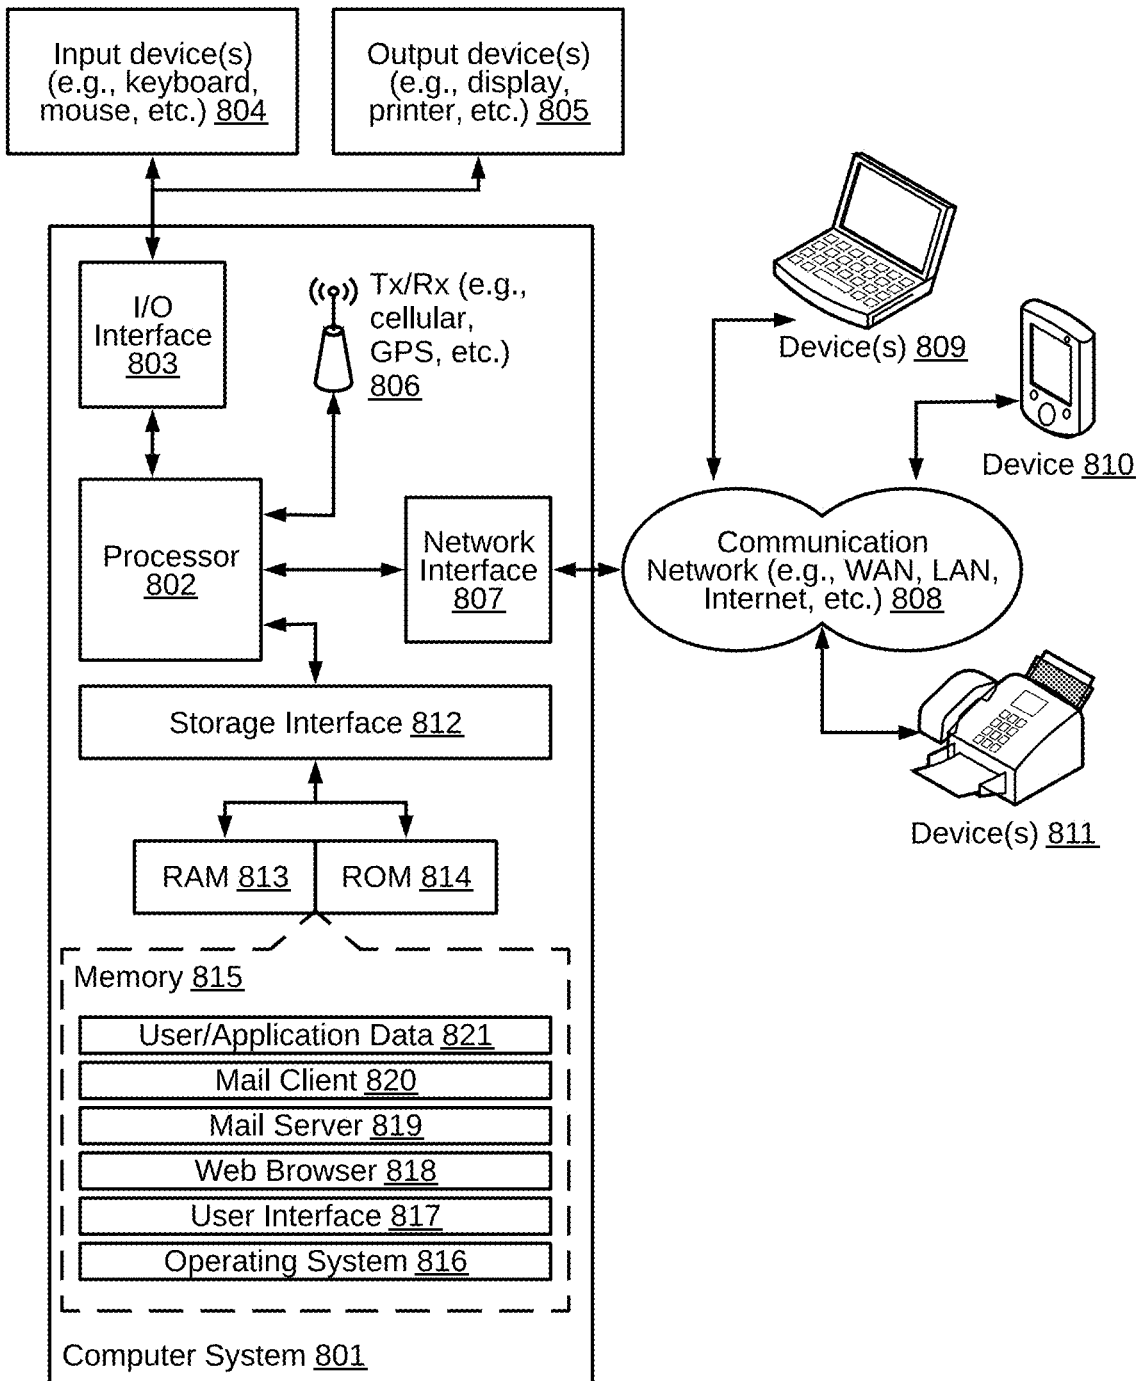 Input device(s)
(e.g., keyboard,
mouse, etc.) 804
Output device(s)
(e.g., display,
printer, etc.) 805
I/O
Interface
803
Tx/Rx (e.g.,
cellular,
GPS, etc.)
806
Device(s) 809
Device 810
Processor
802
Network
Interface
807
Communication
Network (e.g., WAN, LAN,
Internet, etc.) 808
Storage Interface 812
Device(s) 811
RAM 813
ROM 814
Memory 815
User/Application Data 821
Mail Client 820
Mail Server 819
Web Browser 818
User Interface 817
Operating System 816
Computer System 801